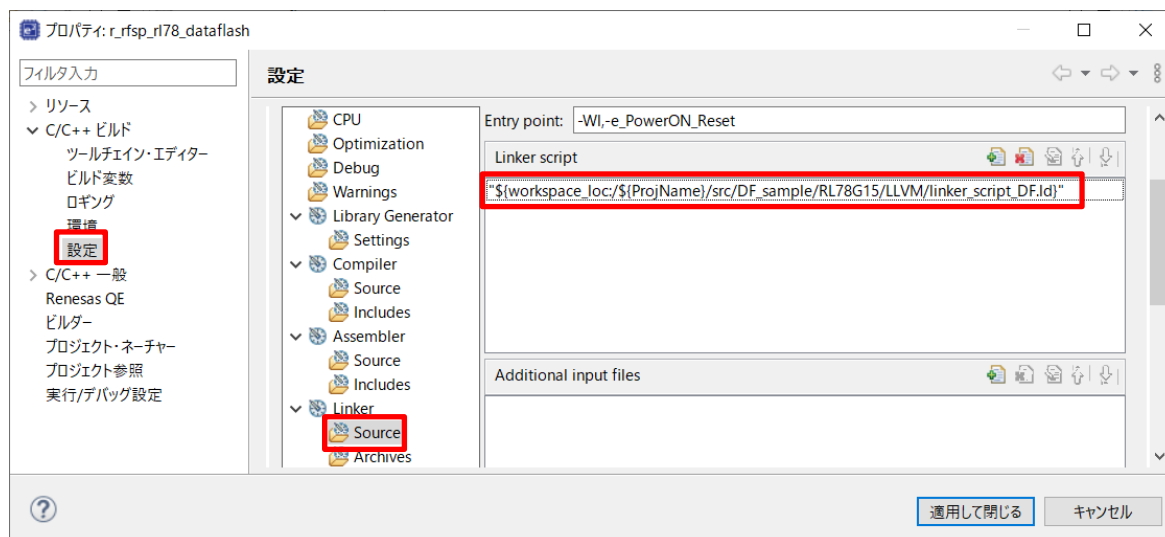 プロパティ: r_rfsp_rl78_dataflash
フィルタ入力
リソース
C/C++ ビルド
ツールチェイン・エディター
ビルド変数
ロギング
環境
設定
C/C++ 一般
Renesas QE
ビルダー
プロジェクト・ネーチャー
プロジェクト参照
実行/デバッグ設定
設定
CPU
Optimization
Debug
Warnings
Library Generator
Settings
Compiler
Source
Includes
Assembler
Source
Includes
Linker
Source
Archives
Entry point: -Wl,-e_PowerON_Reset
Linker script
"${workspace_loc:/${ProjName}/src/DF_sample/RL78G15/LLVM/linker_script_DF.ld}"
Additional input files
適用して閉じる
キャンセル